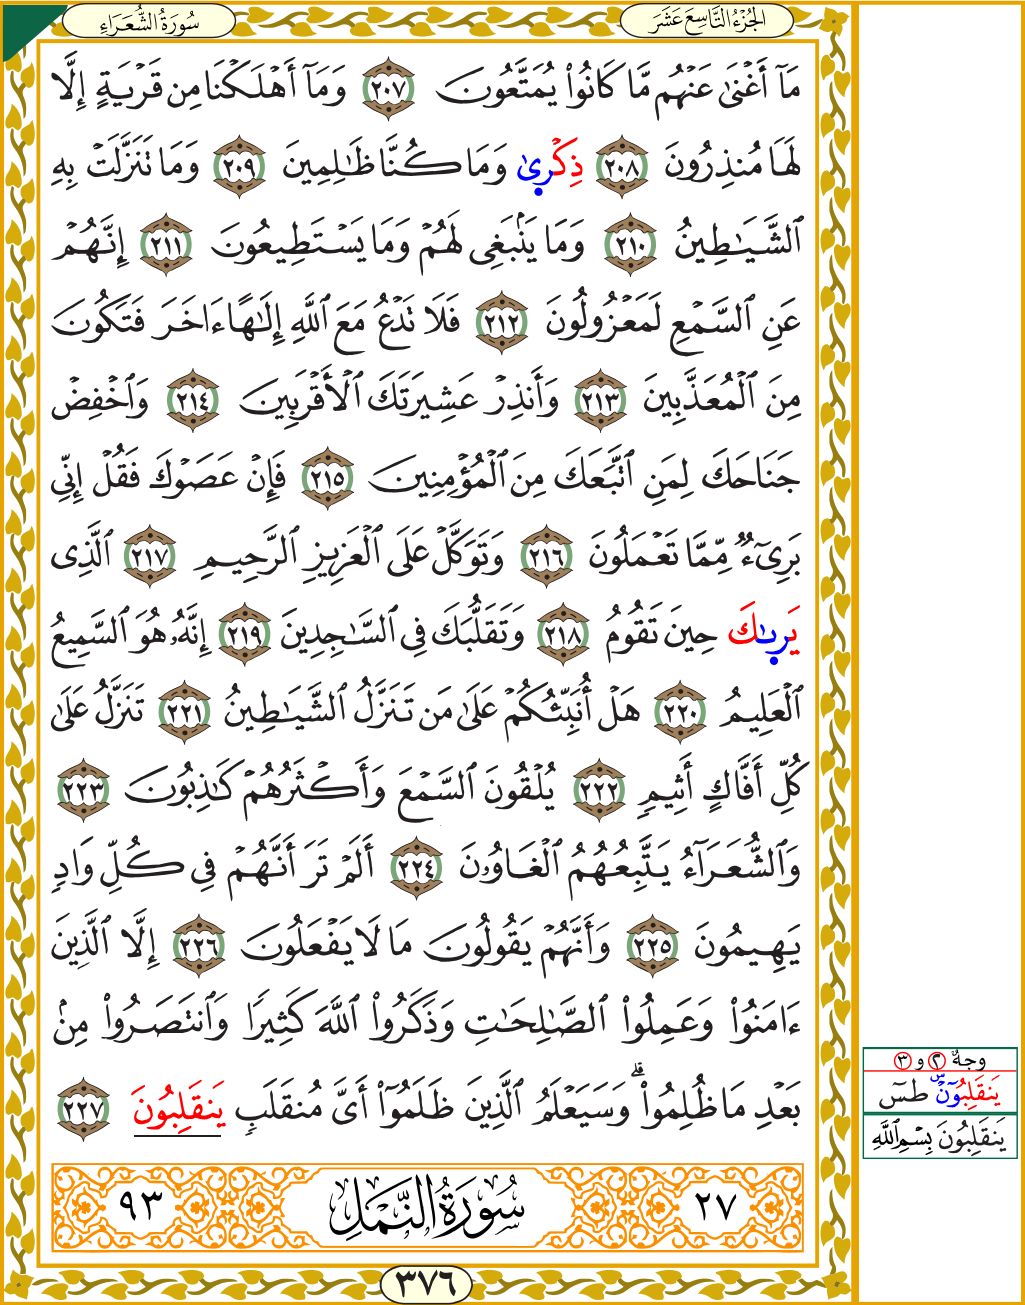 الجُزْءُ التَّاسِعَ عَشَرَ
سُورَةُ الشُّعَرَاءِ
مَآ أَغْنَىٰ عَنْهُم مَّا كَانُوا۟ يُمَتَّعُونَ ٢٠٧ وَمَآ أَهْلَكْنَا مِن قَرْيَةٍ إِلَّا
لَهَا مُنذِرُونَ ٢٠٨ ذِكْرىٰ وَمَا كُنَّا ظَٰلِمِينَ ٢٠٩ وَمَا تَنَزَّلَتْ بِهِ
ٱلشَّيَٰطِينُ ٢١٠ وَمَا يَنۢبَغِى لَهُمْ وَمَا يَسْتَطِيعُونَ ٢١١ إِنَّهُمْ
عَنِ ٱلسَّمْعِ لَمَعْزُولُونَ ٢١٢ فَلَا تَدْعُ مَعَ ٱللَّهِ إِلَٰهًا ءَاخَرَ فَتَكُونَ
مِنَ ٱلْمُعَذَّبِينَ ٢١٣ وَأَنذِرْ عَشِيرَتَكَ ٱلْأَقْرَبِينَ ٢١٤ وَٱخْفِضْ
جَنَاحَكَ لِمَنِ ٱتَّبَعَكَ مِنَ ٱلْمُؤْمِنِينَ ٢١٥ فَإِنْ عَصَوْكَ فَقُلْ إِنِّى
بَرِىٓءٌ مِّمَّا تَعْمَلُونَ ٢١٦ وَتَوَكَّلْ عَلَى ٱلْعَزِيزِ ٱلرَّحِيمِ ٢١٧ ٱلَّذِى
يَرىٰكَ حِينَ تَقُومُ ٢١٨ وَتَقَلُّبَكَ فِى ٱلسَّٰجِدِينَ ٢١٩ إِنَّهُۥ هُوَ ٱلسَّمِيعُ
ٱلْعَلِيمُ ٢٢٠ هَلْ أُنَبِّئُكُمْ عَلَىٰ مَن تَنَزَّلُ ٱلشَّيَٰطِينُ ٢٢١ تَنَزَّلُ عَلَىٰ
كُلِّ أَفَّاكٍ أَثِيمٍ ٢٢٢ يُلْقُونَ ٱلسَّمْعَ وَأَكْثَرُهُمْ كَٰذِبُونَ ٢٢٣
وَٱلشُّعَرَآءُ يَتَّبِعُهُمُ ٱلْغَاوُۥنَ ٢٢٤ أَلَمْ تَرَ أَنَّهُمْ فِى كُلِّ وَادٍ
يَهِيمُونَ ٢٢٥ وَأَنَّهُمْ يَقُولُونَ مَا لَا يَفْعَلُونَ ٢٢٦ إِلَّا ٱلَّذِينَ
ءَامَنُوا۟ وَعَمِلُوا۟ ٱلصَّٰلِحَٰتِ وَذَكَرُوا۟ ٱللَّهَ كَثِيرًا وَٱنتَصَرُوا۟ مِنۢ
بَعْدِ مَا ظُلِمُوا۟ ۗ وَسَيَعْلَمُ ٱلَّذِينَ ظَلَمُوٓا۟ أَىَّ مُنقَلَبٍ يَنقَلِبُونَ ٢٢٧
وجهٌ ٢ و ٣
يَنقَلِبُونَۜ طسٓ
يَنقَلِبُونَ بِسْمِ ٱللَّهِ
٢٧ سُورَةُ النَّمْلِ ٩٣
٣٧٦